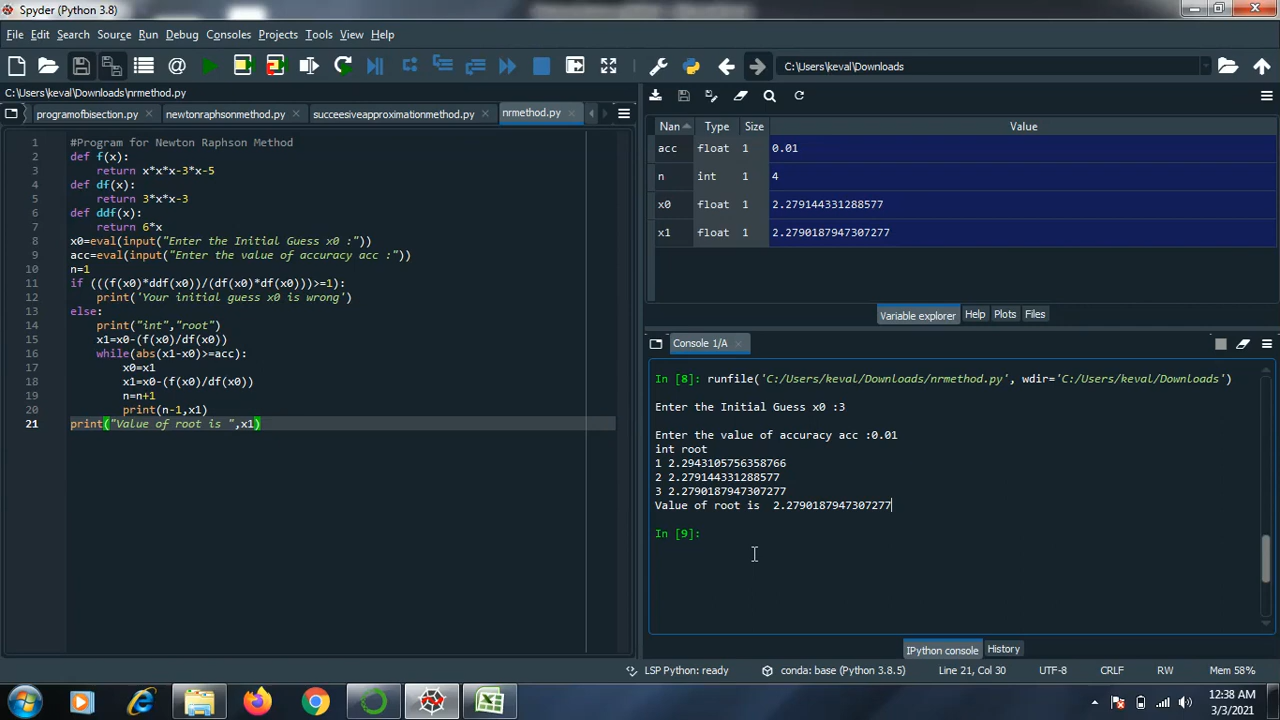 Spyder (Python 3.8)
File Edit Search Source Run Debug Consoles Projects Tools View Help
C:\Users\keval\Downloads
C:\Users\keval\Downloads\nrmethod.py
programofbisection.py newtonraphsonmethod.py succeesiveapproximationmethod.py nrmethod.py
1 #Program for Newton Raphson Method
2 def f(x):
3 return x*x*x-3*x-5
4 def df(x):
5 return 3*x*x-3
6 def ddf(x):
7 return 6*x
8 x0=eval(input("Enter the Initial Guess x0 :"))
9 acc=eval(input("Enter the value of accuracy acc :"))
10 n=1
11 if (((f(x0)*ddf(x0))/(df(x0)*df(x0)))>=1):
12 print('Your initial guess x0 is wrong')
13 else:
14 print("int","root")
15 x1=x0-(f(x0)/df(x0))
16 while(abs(x1-x0)>=acc):
17 x0=x1
18 x1=x0-(f(x0)/df(x0))
19 n=n+1
20 print(n-1,x1)
21 print("Value of root is ",x1)
Nan Type Size Value
acc float 1 0.01
n int 1 4
x0 float 1 2.279144331288577
x1 float 1 2.2790187947307277
Variable explorer Help Plots Files
Console 1/A
In [8]: runfile('C:/Users/keval/Downloads/nrmethod.py', wdir='C:/Users/keval/Downloads')
Enter the Initial Guess x0 :3
Enter the value of accuracy acc :0.01
int root
1 2.2943105756358766
2 2.279144331288577
3 2.2790187947307277
Value of root is  2.2790187947307277
In [9]:
IPython console History
LSP Python: ready conda: base (Python 3.8.5) Line 21, Col 30 UTF-8 CRLF RW Mem 58%
12:38 AM
3/3/2021